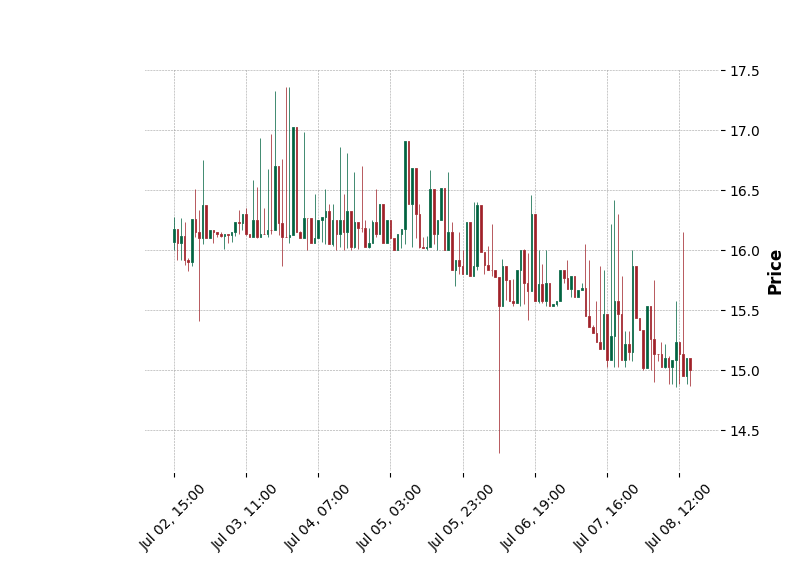 17.5
17.0
16.5
16.0
15.5
15.0
14.5
Price
Jul 02, 15:00
Jul 03, 11:00
Jul 04, 07:00
Jul 05, 03:00
Jul 05, 23:00
Jul 06, 19:00
Jul 07, 16:00
Jul 08, 12:00